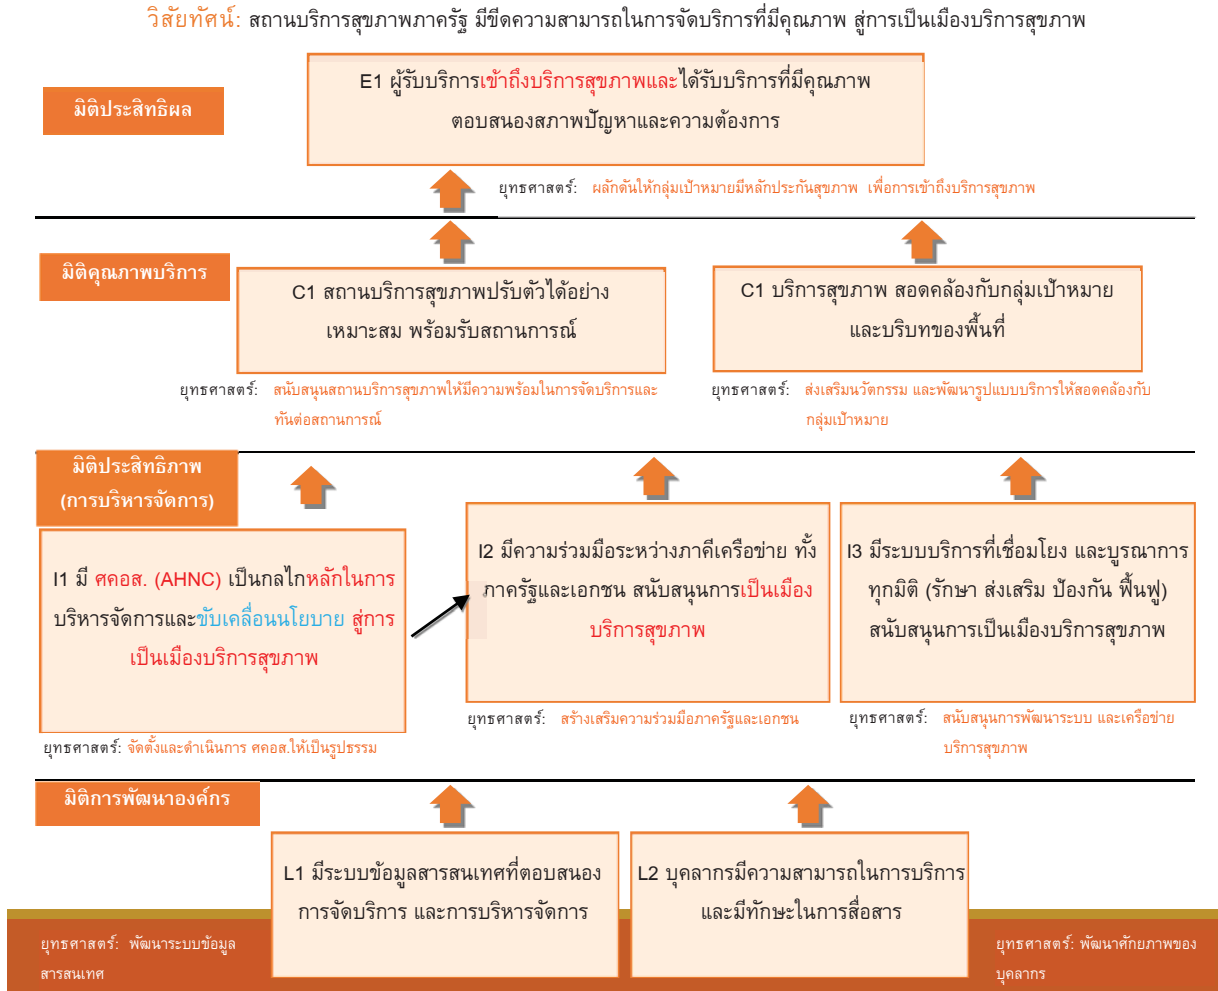 วิสัยทัศน์: สถานบริการสุขภาพภาครัฐ มีขีดความสามารถในการจัดบริการที่มีคุณภาพ สู่การเป็นเมืองบริการสุขภาพ
มิติประสิทธิผล
E1 ผู้รับบริการเข้าถึงบริการสุขภาพและได้รับบริการที่มีคุณภาพ
ตอบสนองสภาพปัญหาและความต้องการ
ยุทธศาสตร์: ผลักดันให้กลุ่มเป้าหมายมีหลักประกันสุขภาพ เพื่อการเข้าถึงบริการสุขภาพ
มิติคุณภาพบริการ
C1 สถานบริการสุขภาพปรับตัวได้อย่าง
เหมาะสม พร้อมรับสถานการณ์
ยุทธศาสตร์: สนับสนุนสถานบริการสุขภาพให้มีความพร้อมในการจัดบริการและ
ทันต่อสถานการณ์
C1 บริการสุขภาพ สอดคล้องกับกลุ่มเป้าหมาย
และบริบทของพื้นที่
ยุทธศาสตร์: ส่งเสริมนวัตกรรม และพัฒนารูปแบบบริการให้สอดคล้องกับ
กลุ่มเป้าหมาย
มิติประสิทธิภาพ
(การบริหารจัดการ)
I1 มี ศคอส. (AHNC) เป็นกลไกหลักในการ
บริหารจัดการและขับเคลื่อนนโยบาย สู่การ
เป็นเมืองบริการสุขภาพ
ยุทธศาสตร์: จัดตั้งและดำเนินการ ศคอส.ให้เป็นรูปธรรม
I2 มีความร่วมมือระหว่างภาคีเครือข่าย ทั้ง
ภาครัฐและเอกชน สนับสนุนการเป็นเมือง
บริการสุขภาพ
ยุทธศาสตร์: สร้างเสริมความร่วมมือภาครัฐและเอกชน
I3 มีระบบบริการที่เชื่อมโยง และบูรณาการ
ทุกมิติ (รักษา ส่งเสริม ป้องกัน ฟื้นฟู)
สนับสนุนการเป็นเมืองบริการสุขภาพ
ยุทธศาสตร์: สนับสนุนการพัฒนาระบบ และเครือข่าย
บริการสุขภาพ
มิติการพัฒนาองค์กร
L1 มีระบบข้อมูลสารสนเทศที่ตอบสนอง
การจัดบริการ และการบริหารจัดการ
L2 บุคลากรมีความสามารถในการบริการ
และมีทักษะในการสื่อสาร
ยุทธศาสตร์: พัฒนาระบบข้อมูล
สารสนเทศ
ยุทธศาสตร์: พัฒนาศักยภาพของ
บุคลากร